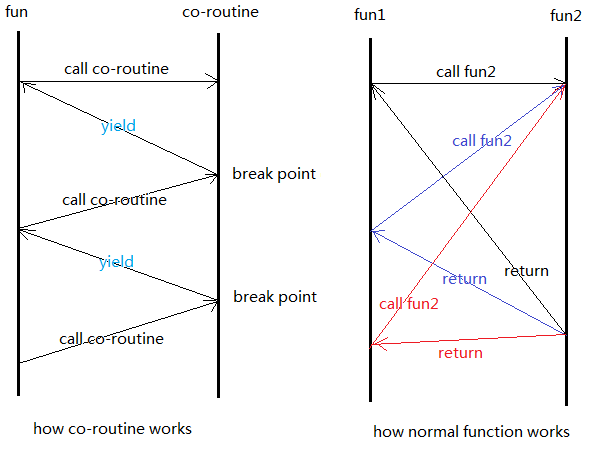 fun
co-routine
call co-routine
yield
break point
call co-routine
yield
break point
call co-routine
how co-routine works
fun1
fun2
call fun2
call fun2
return
return
call fun2
return
how normal function works